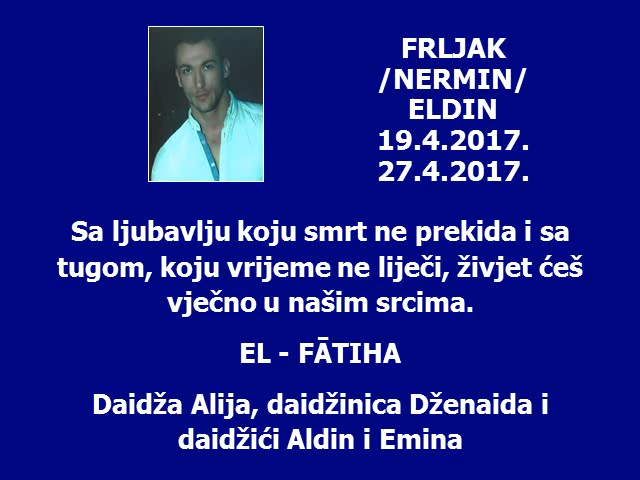 FRLJAK
/NERMIN/
ELDIN
19.4.2017.
27.4.2017.
Sa ljubavlju koju smrt ne prekida i sa
tugom, koju vrijeme ne liječi, živjet ćeš
vječno u našim srcima.
EL - FĀTIHA
Daidža Alija, daidžinica Dženaida i
daidžići Aldin i Emina